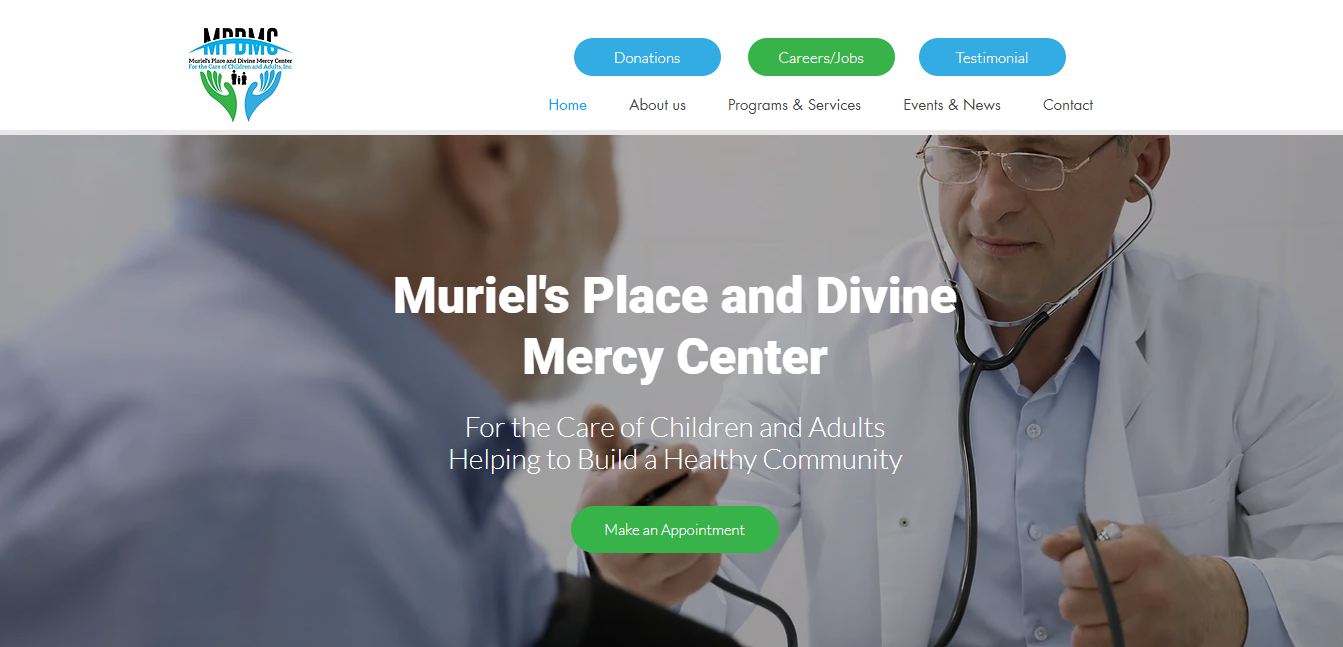 MPDMC
Muriel's Place and Divine Mercy Center
For the Care of Children and Adults, Inc.
Donations
Careers/Jobs
Testimonial
Home
About us
Programs & Services
Events & News
Contact
Muriel's Place and Divine
Mercy Center
For the Care of Children and Adults
Helping to Build a Healthy Community
Make an Appointment